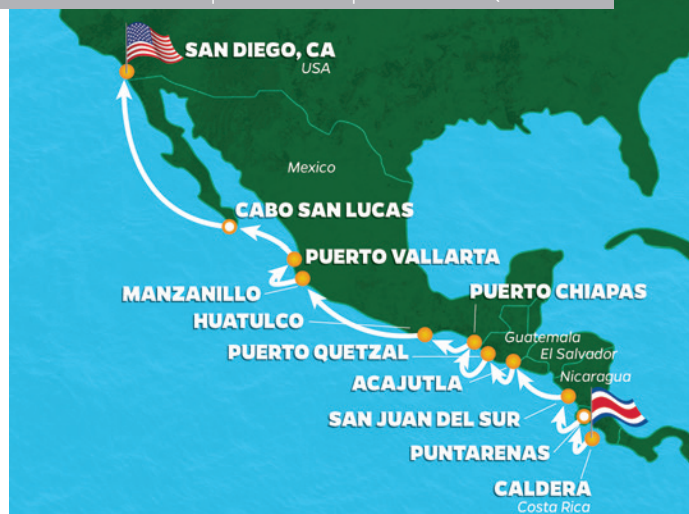 SAN DIEGO, CA
USA
Mexico
CABO SAN LUCAS
PUERTO VALLARTA
MANZANILLO
PUERTO CHIAPAS
HUATULCO
Guatemala
PUERTO QUETZAL
El Salvador
ACAJUTLA
Nicaragua
SAN JUAN DEL SUR
PUNTARENAS
CALDERA
Costa Rica